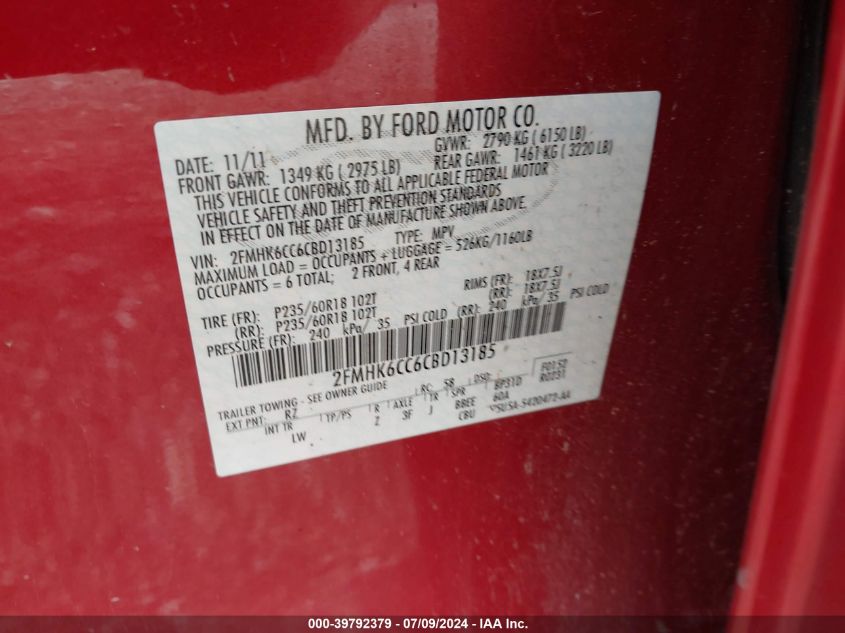 MFD. BY FORD MOTOR CO.
DATE: 11/11 GVWR: 2790 KG ( 6150 LB)
FRONT GAWR: 1349 KG ( 2975 LB) REAR GAWR: 1461 KG ( 3220 LB)
THIS VEHICLE CONFORMS TO ALL APPLICABLE FEDERAL MOTOR
VEHICLE SAFETY AND THEFT PREVENTION STANDARDS
IN EFFECT ON THE DATE OF MANUFACTURE SHOWN ABOVE.
VIN: 2FMHK6CC6CBD13185 TYPE: MPV
MAXIMUM LOAD = OCCUPANTS + LUGGAGE = 526KG/1160LB
OCCUPANTS = 6 TOTAL; 2 FRONT, 4 REAR
TIRE (FR): P235/60R18 102T RIMS (FR): 18X7.5J
(RR): P235/60R18 102T (RR): 18X7.5J
PRESSURE (FR): 240 kPa/ 35 PSI COLD (RR): 240 kPa/ 35 PSI COLD
2FMHK6CC6CBD13185
TRAILER TOWING - SEE OWNER GUIDE F0152
EXT PNT: RZ RC: 5B DSO: BP31D R0231
INT TR TP/PS R AXLE TR SPR 60A
LW Z 3F J BBEE
CBU
000-39792379 / 07/09/2024 - IAA Inc.